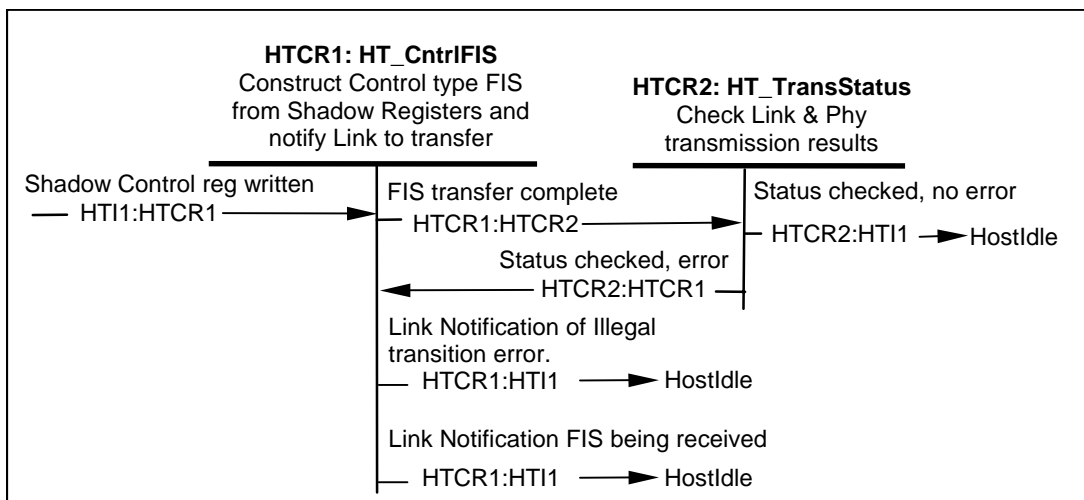 HTCR1: HT_CntrlFIS
Construct Control type FIS
from Shadow Registers and
notify Link to transfer
HTCR2: HT_TransStatus
Check Link & Phy
transmission results
Shadow Control reg written
HTI1:HTCR1
FIS transfer complete
HTCR1:HTCR2
Status checked, no error
HTCR2:HTI1
HostIdle
Status checked, error
HTCR2:HTCR1
Link Notification of Illegal
transition error.
HTCR1:HTI1
HostIdle
Link Notification FIS being received
HTCR1:HTI1
HostIdle